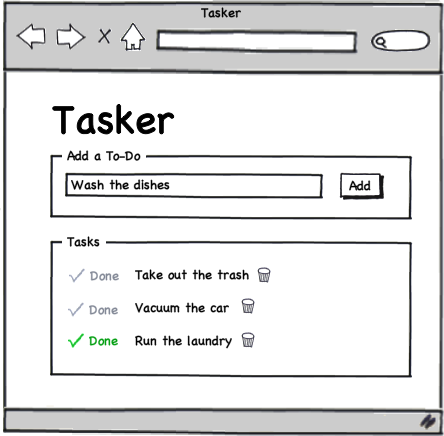 Tasker
Tasker
Add a To-Do
Wash the dishes Add
Tasks
Done Take out the trash
Done Vacuum the car
Done Run the laundry